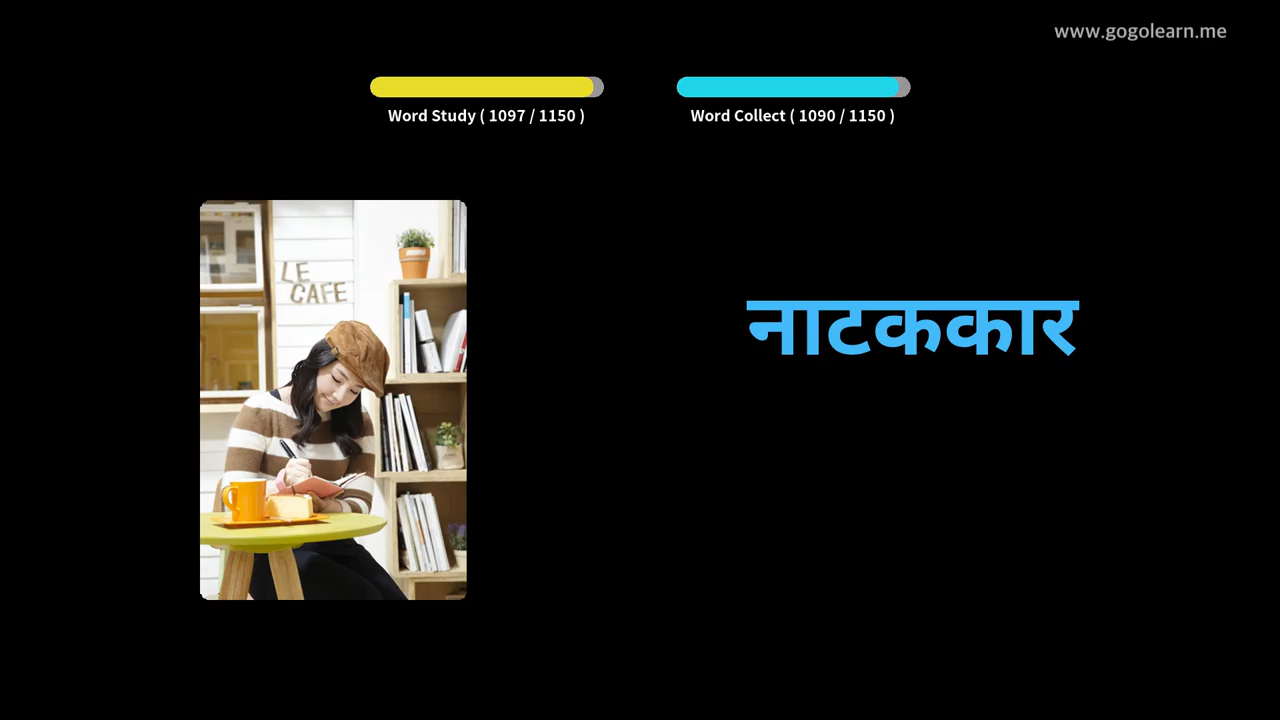 www.gogolearn.me
Word Study ( 1097 / 1150 )
Word Collect ( 1090 / 1150 )
LE
CAFE
नाटककार